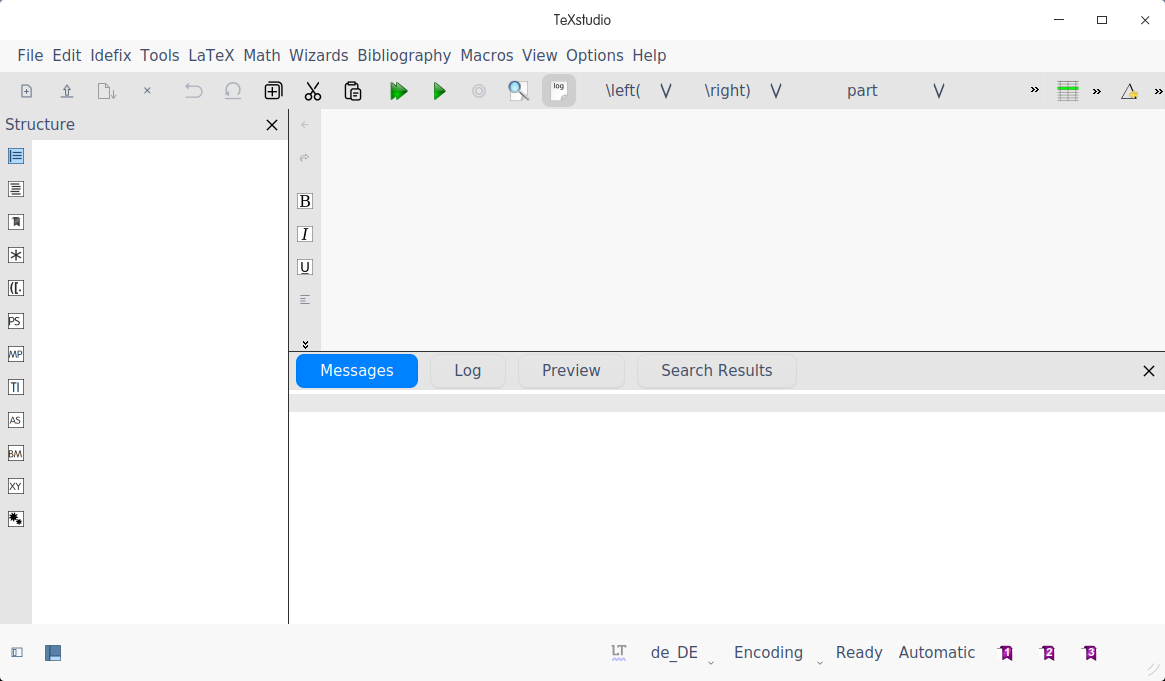 TeXstudio
File Edit Idefix Tools LaTeX Math Wizards Bibliography Macros View Options Help
log \left( \right) part
Structure
B
I
U
([.
PS
MP
TI
AS
BM
XY
Messages Log Preview Search Results
LT de_DE Encoding Ready Automatic 1 2 3